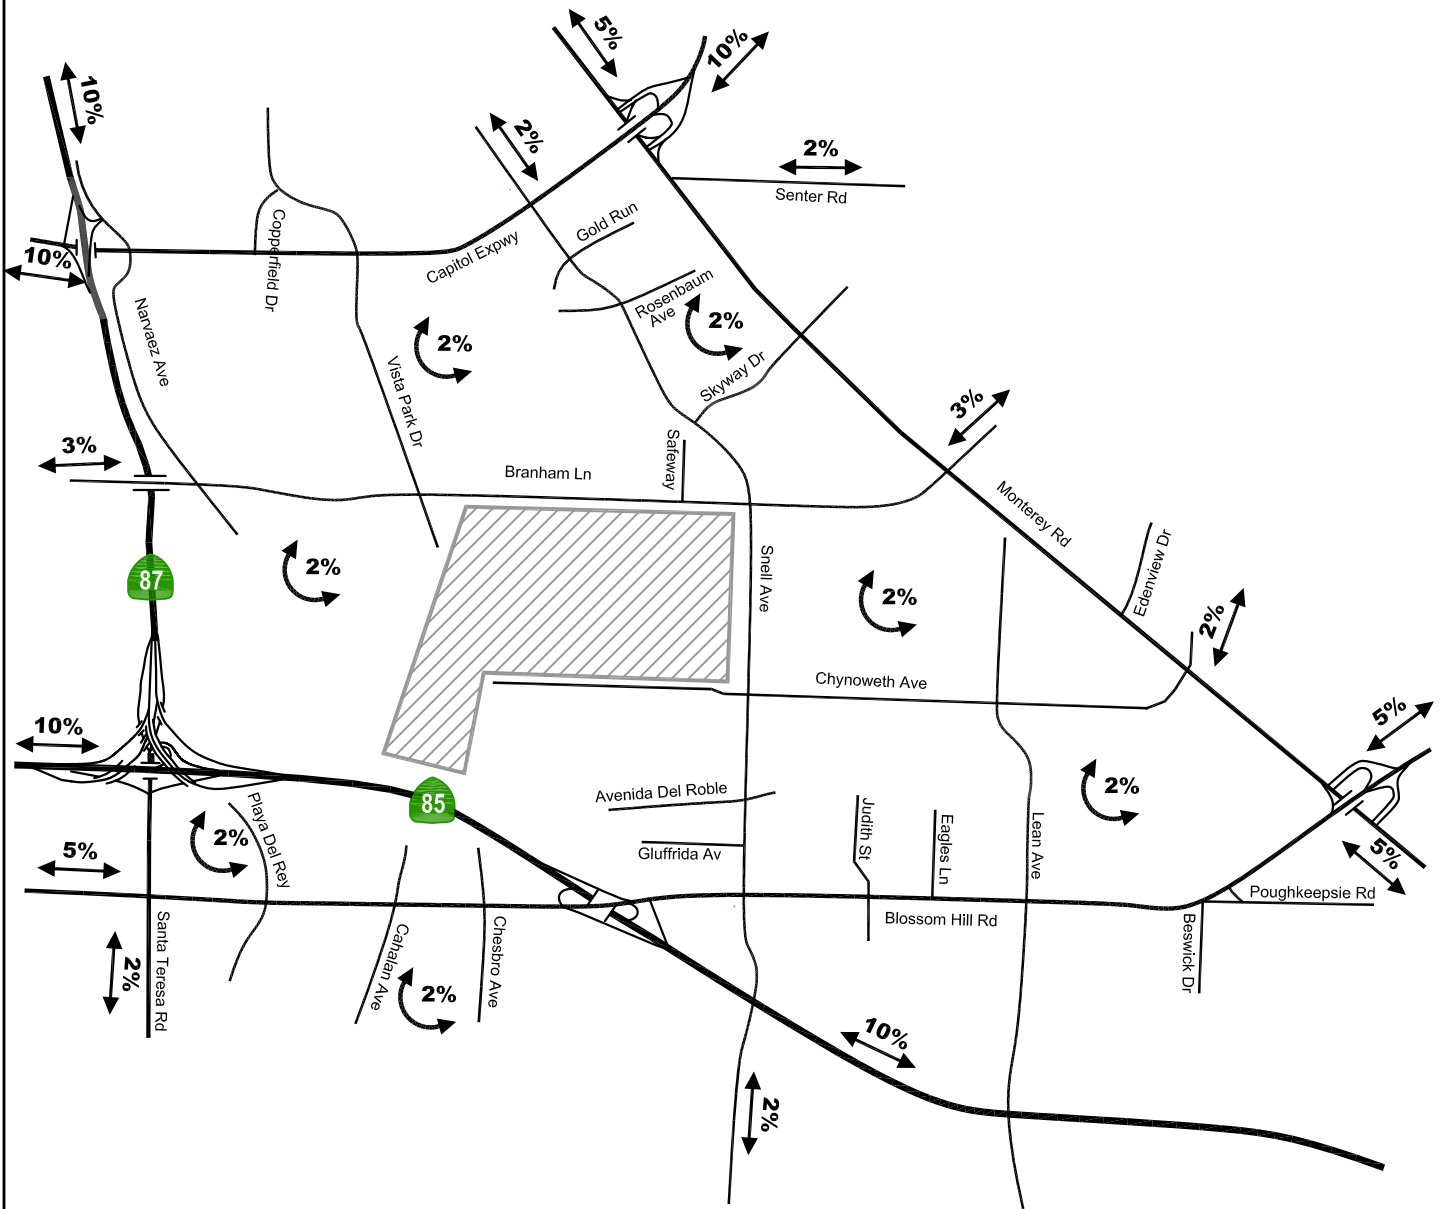 5%
10%
10%
2%
2%
Senter Rd
Gold Run
Copperfield Dr
Capitol Expwy
10%
Rosenbaum
Ave
2%
Narvaez Ave
2%
Vista Park Dr
Skyway Dr
3%
3%
Safeway
Branham Ln
Monterey Rd
Edenview Dr
87
2%
Snell Ave
2%
2%
Chynoweth Ave
10%
5%
85
Avenida Del Roble
2%
Playa Del Rey
2%
Judith St
Eagles Ln
Lean Ave
Gluffrida Av
5%
5%
Poughkeepsie Rd
Blossom Hill Rd
Santa Teresa Rd
Cahalan Ave
Chesbro Ave
Beswick Dr
2%
2%
10%
2%